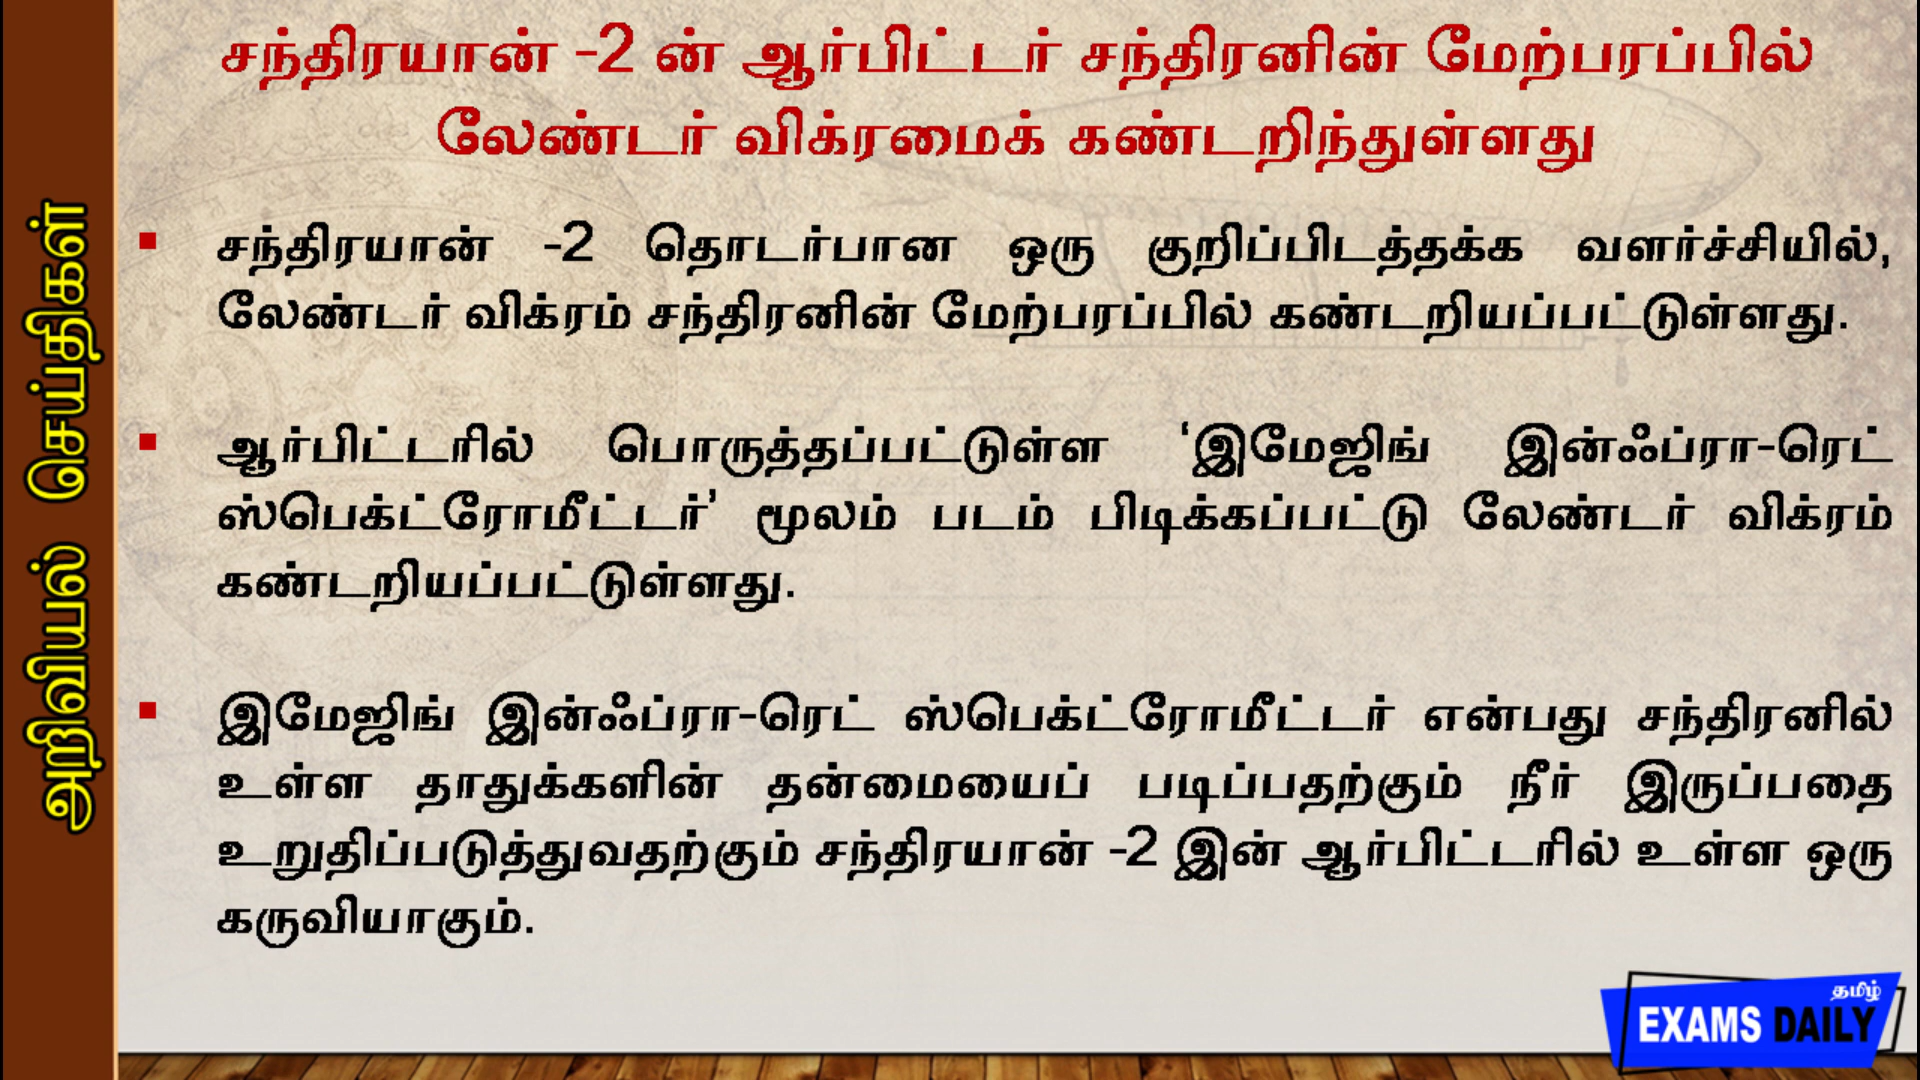 சந்திரயான் -2 ன் ஆர்பிட்டர் சந்திரனின் மேற்பரப்பில்
லேண்டர் விக்ரமைக் கண்டறிந்துள்ளது
சந்திரயான் -2 தொடர்பான ஒரு குறிப்பிடத்தக்க வளர்ச்சியில்,
லேண்டர் விக்ரம் சந்திரனின் மேற்பரப்பில் கண்டறியப்பட்டுள்ளது.
ஆர்பிட்டரில் பொருத்தப்பட்டுள்ள ‘இமேஜிங் இன்ஃப்ரா-ரெட்
ஸ்பெக்ட்ரோமீட்டர்’ மூலம் படம் பிடிக்கப்பட்டு லேண்டர் விக்ரம்
கண்டறியப்பட்டுள்ளது.
இமேஜிங் இன்ஃப்ரா-ரெட் ஸ்பெக்ட்ரோமீட்டர் என்பது சந்திரனில்
உள்ள தாதுக்களின் தன்மையைப் படிப்பதற்கும் நீர் இருப்பதை
உறுதிப்படுத்துவதற்கும் சந்திரயான் -2 இன் ஆர்பிட்டரில் உள்ள ஒரு
கருவியாகும்.
அறிவியல் செய்திகள்
தமிழ்
EXAMS DAILY